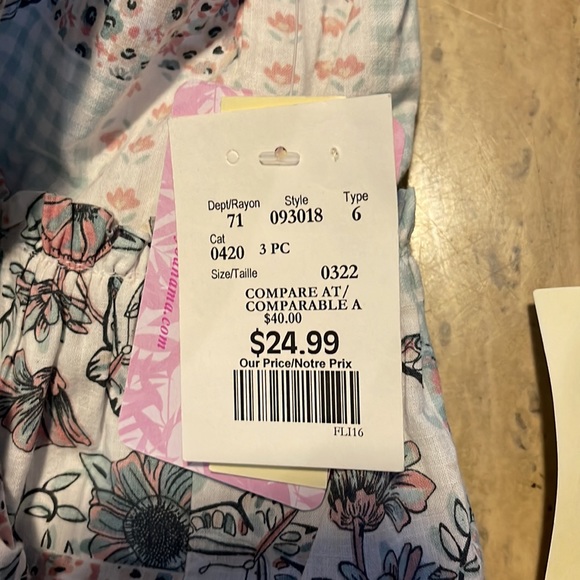 Dept/Rayon Style Type
71 093018 6
Cat
0420 3 PC
Size/Taille 0322
COMPARE AT/
COMPARABLE A
$40.00
$24.99
Our Price/Notre Prix
FL116